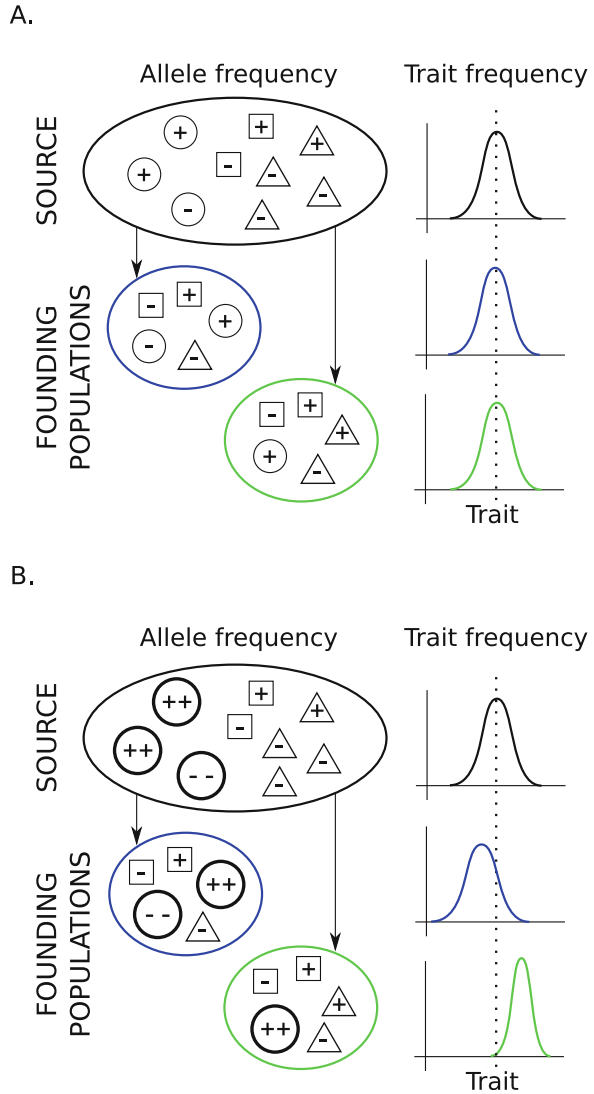 A.
Allele frequency
Trait frequency
SOURCE
+
+
+
-
+
-
-
-
-
FOUNDING
POPULATIONS
-
+
+
-
-
-
+
+
+
-
Trait
B.
Allele frequency
Trait frequency
SOURCE
++
+
+
-
++
-
-
- -
-
FOUNDING
POPULATIONS
-
+
++
- -
-
-
+
+
++
-
Trait